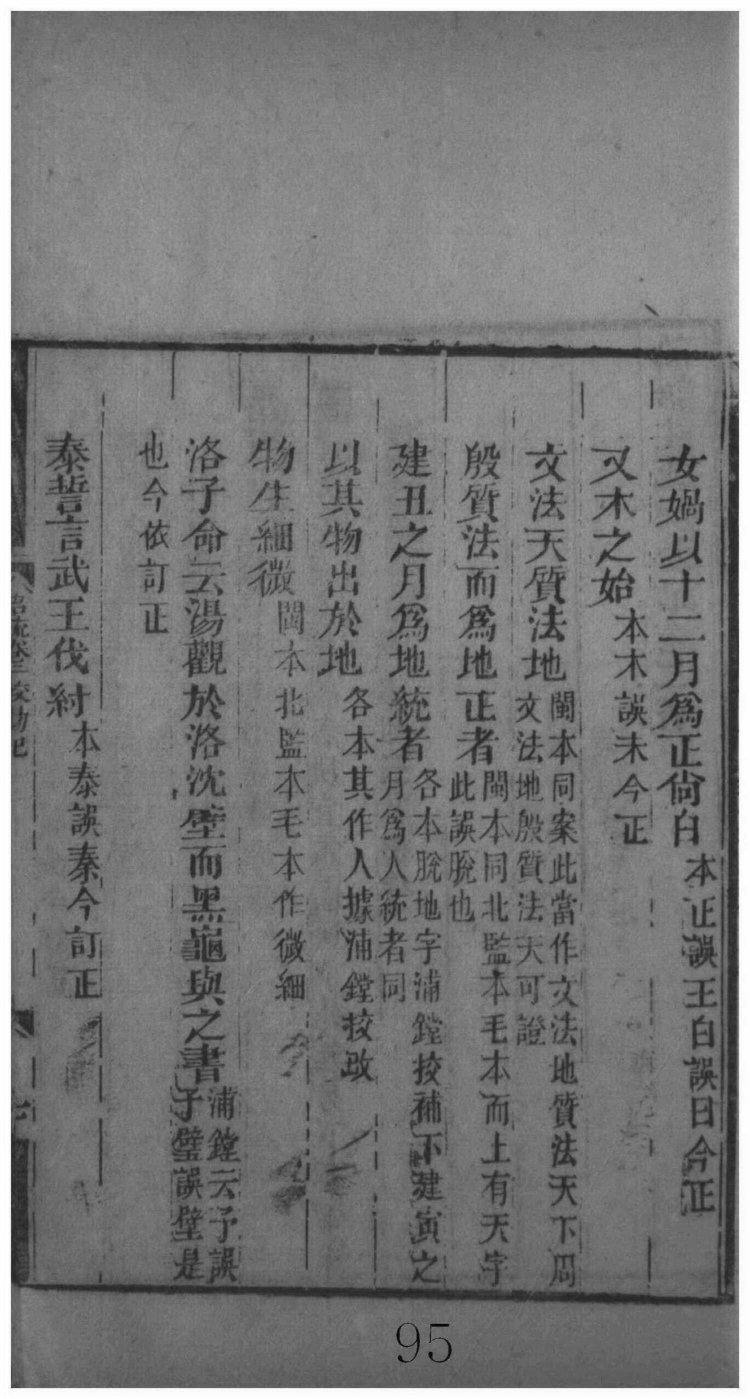 女媧以十二月爲正尙白本正誤王白誤日今正
又木之始本木誤未今正
文法天質法地閩本同案此當作文法地質法天下周
文法地殷質法天可證
殷質法而爲地正者閩本同北監本毛本而上有天字
此誤脫也
建丑之月爲地統者各本脫地字浦鏜挍補下建寅之
月爲人統者同
以其物出於地各本其作人據浦鏜挍改
物生細微閩本北監本毛本作微細
洛子命云湯觀於洛沈璧而黑龜與之書浦鏜云予誤
子璧誤壁是
也今依訂正
泰誓言武王伐紂本泰誤秦今訂正
七
95